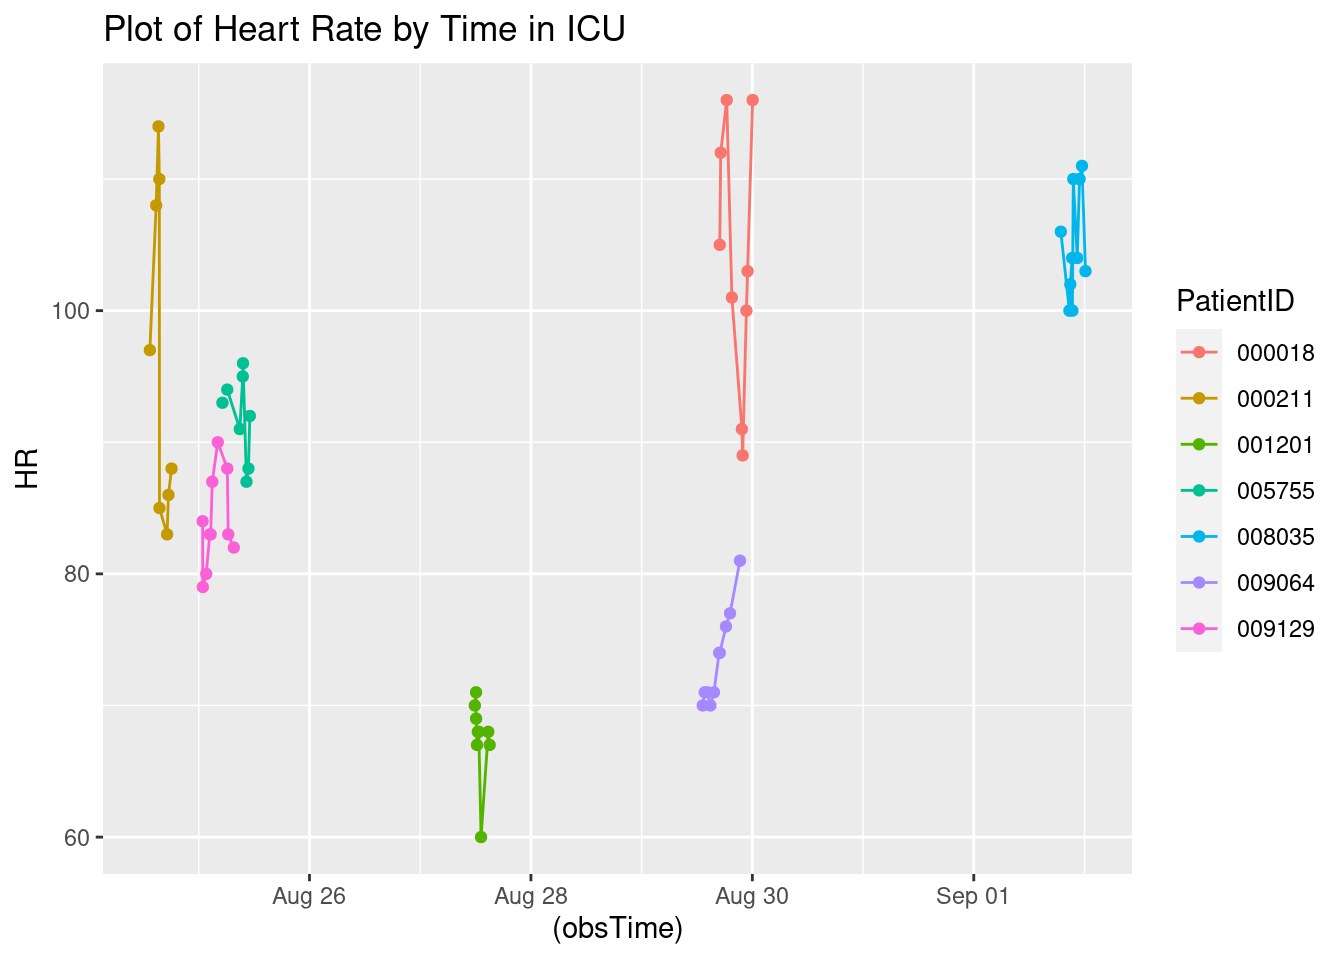 Plot of Heart Rate by Time in ICU
HR
100
80
60
Aug 26
Aug 28
Aug 30
Sep 01
(obsTime)
PatientID
000018
000211
001201
005755
008035
009064
009129